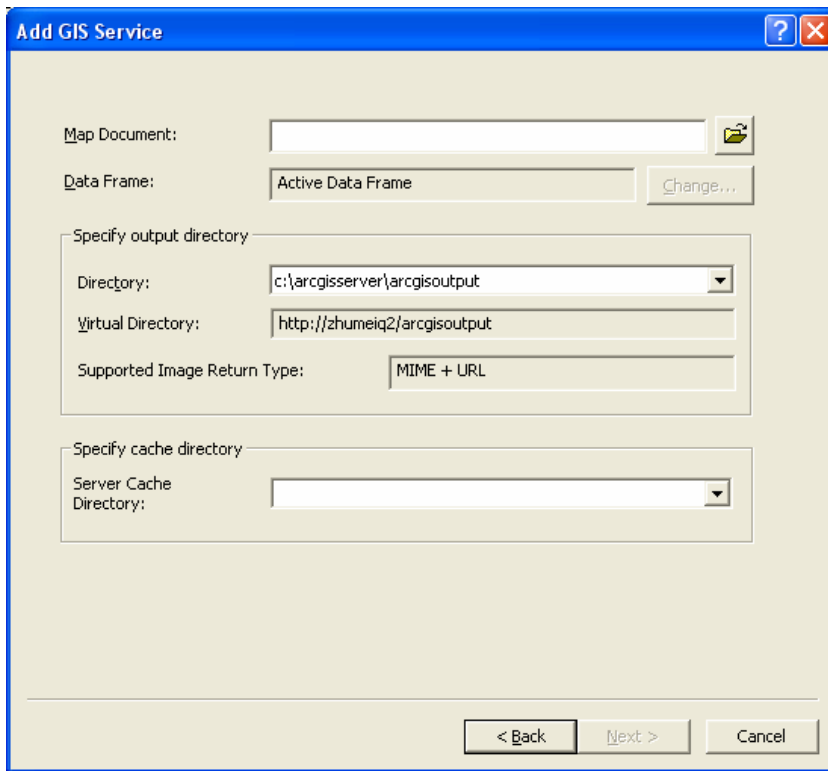 Add GIS Service
Map Document:
Data Frame: Active Data Frame Change...
Specify output directory
Directory: c:\arcgisserver\arcgisoutput
Virtual Directory: http://zhumeiq2/arcgisoutput
Supported Image Return Type: MIME + URL
Specify cache directory
Server Cache
Directory:
< Back Next > Cancel